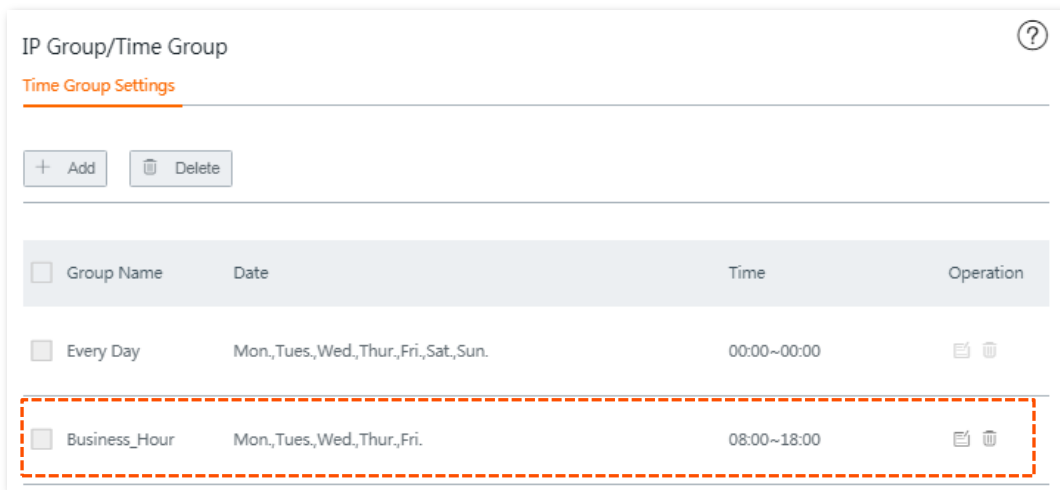 IP Group/Time Group
?
Time Group Settings
+ Add Delete
Group Name Date Time Operation
Every Day Mon.,Tues.,Wed.,Thur.,Fri.,Sat.,Sun. 00:00~00:00
Business_Hour Mon.,Tues.,Wed.,Thur.,Fri. 08:00~18:00